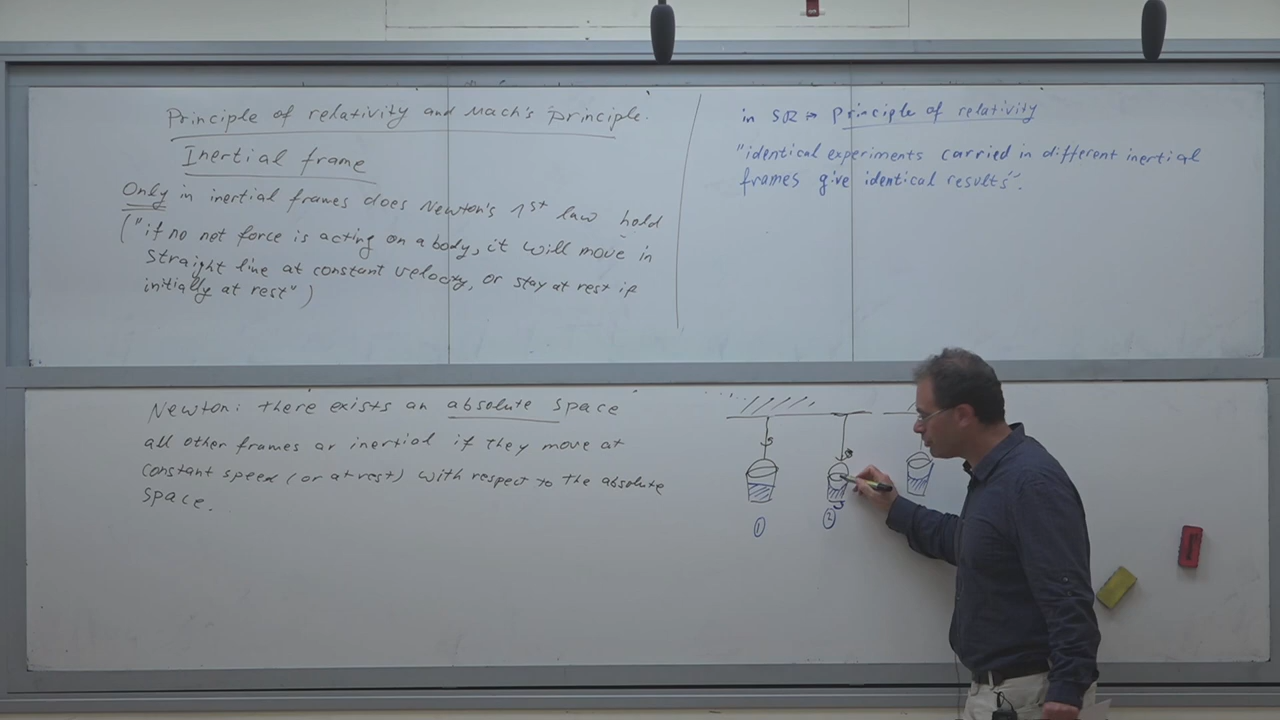 Principle of relativity and Mach's principle.
Inertial frame
Only in inertial frames does Newton's 1st law hold
("if no net force is acting on a body, it will move in
straight line at constant velocity, or stay at rest if
initially at rest")
in SR → Principle of relativity
"identical experiments carried in different inertial
frames give identical results".
Newton: there exists an absolute space
all other frames ar inertial if they move at
constant speed (or at rest) with respect to the absolute
space.
1
2